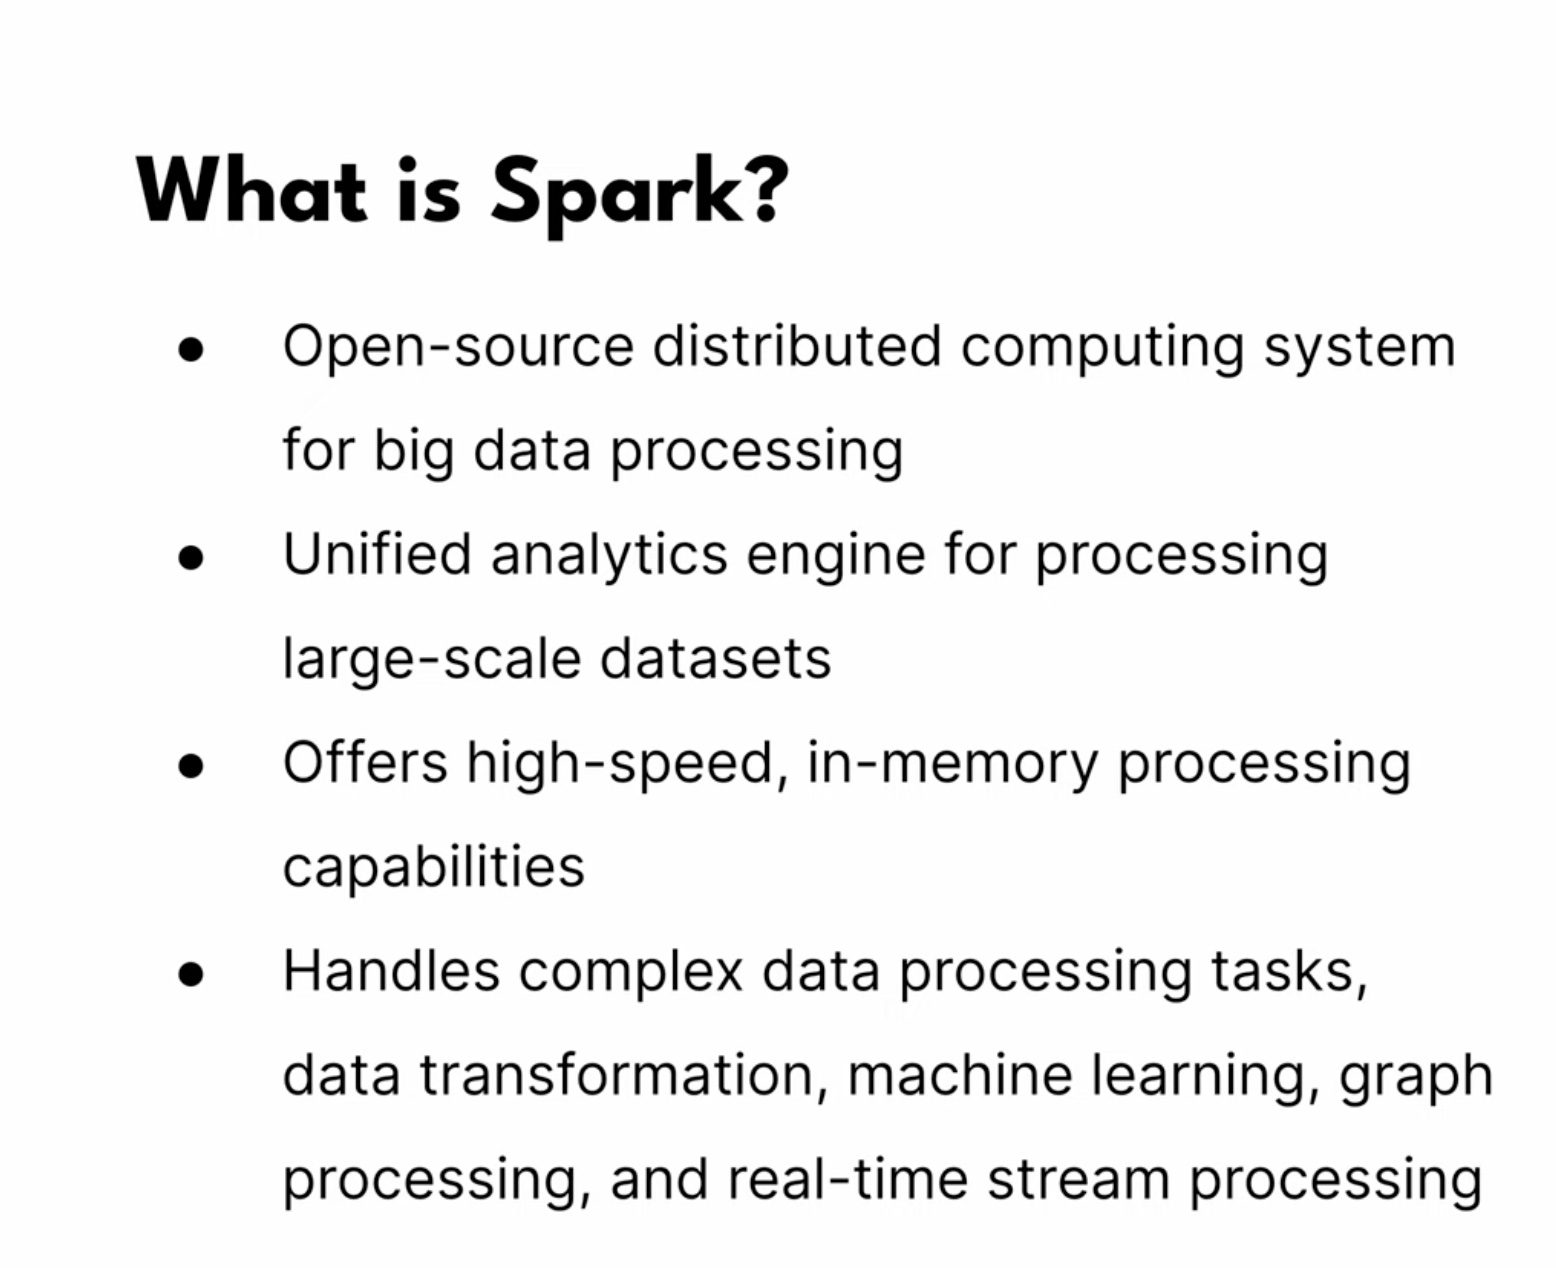 What is Spark?
● Open-source distributed computing system
for big data processing
● Unified analytics engine for processing
large-scale datasets
● Offers high-speed, in-memory processing
capabilities
● Handles complex data processing tasks,
data transformation, machine learning, graph
processing, and real-time stream processing